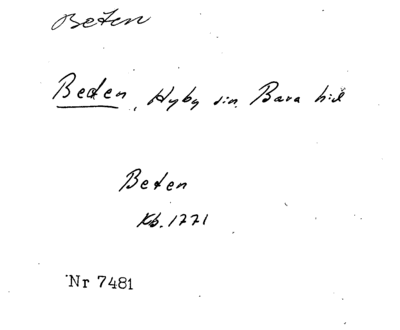 Beten
Beden, Hyby sn. Bara hd
Beten
Kb. 1771
Nr 7481